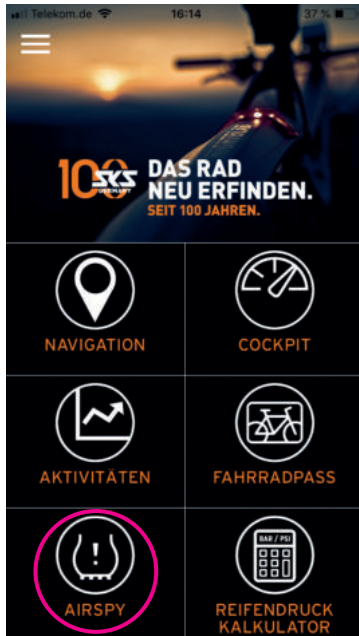 Telekom.de 16:14 37 %
100 SKS GERMANY
DAS RAD
NEU ERFINDEN.
SEIT 100 JAHREN.
NAVIGATION
COCKPIT
AKTIVITÄTEN
FAHRRADPASS
!
AIRSPY
BAR / PSI
REIFENDRUCK
KALKULATOR